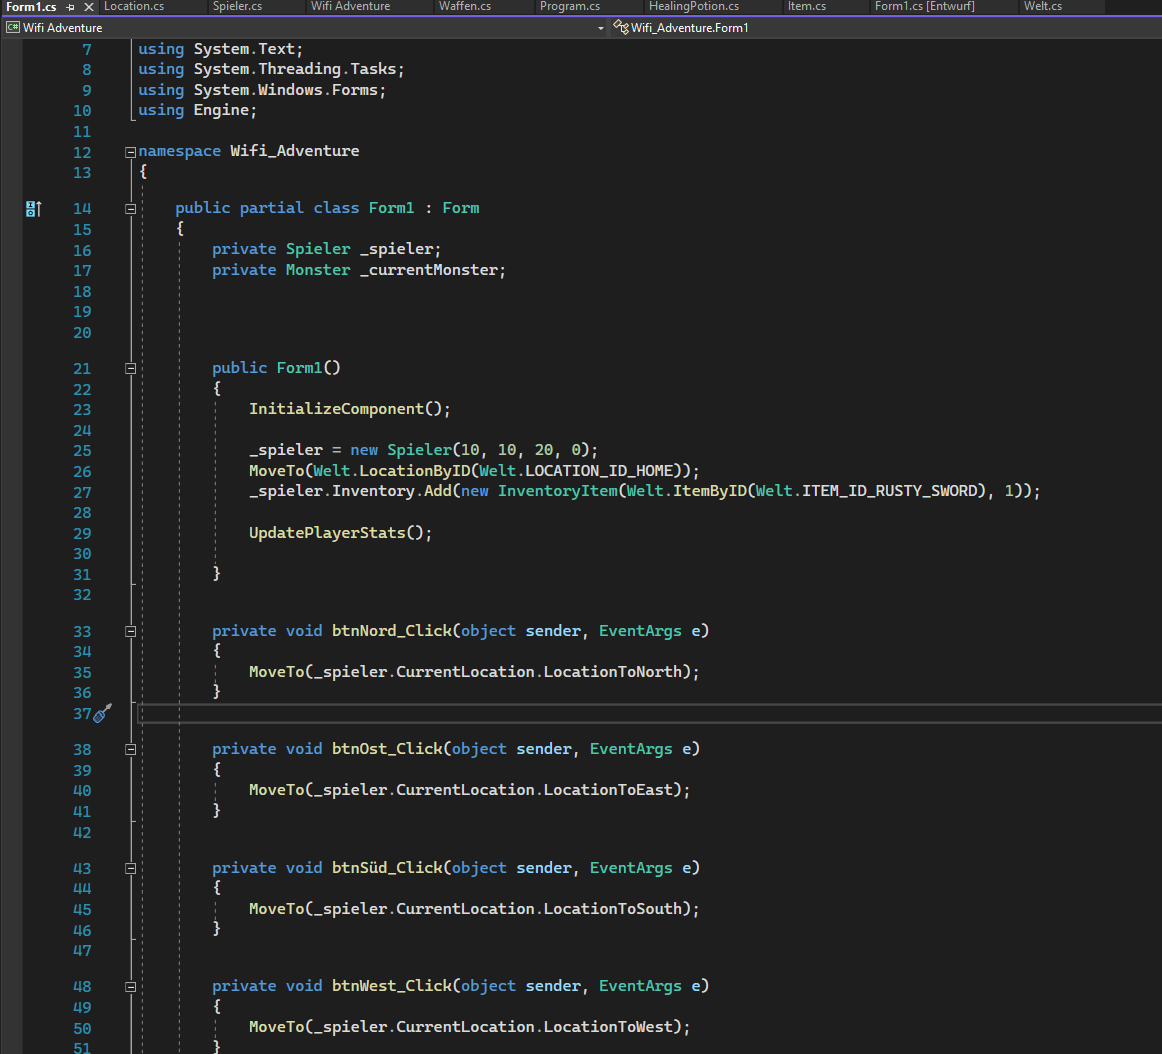 Form1.cs Location.cs Spieler.cs Wifi Adventure Waffen.cs Program.cs HealingPotion.cs Item.cs Form1.cs [Entwurf] Welt.cs
C# Wifi Adventure Wifi_Adventure.Form1
7 using System.Text;
8 using System.Threading.Tasks;
9 using System.Windows.Forms;
10 using Engine;
11
12 namespace Wifi_Adventure
13 {
14 public partial class Form1 : Form
15 {
16 private Spieler _spieler;
17 private Monster _currentMonster;
18
19
20
21 public Form1()
22 {
23 InitializeComponent();
24
25 _spieler = new Spieler(10, 10, 20, 0);
26 MoveTo(Welt.LocationByID(Welt.LOCATION_ID_HOME));
27 _spieler.Inventory.Add(new InventoryItem(Welt.ItemByID(Welt.ITEM_ID_RUSTY_SWORD), 1));
28
29 UpdatePlayerStats();
30
31 }
32
33 private void btnNord_Click(object sender, EventArgs e)
34 {
35 MoveTo(_spieler.CurrentLocation.LocationToNorth);
36 }
37
38 private void btnOst_Click(object sender, EventArgs e)
39 {
40 MoveTo(_spieler.CurrentLocation.LocationToEast);
41 }
42
43 private void btnSüd_Click(object sender, EventArgs e)
44 {
45 MoveTo(_spieler.CurrentLocation.LocationToSouth);
46 }
47
48 private void btnWest_Click(object sender, EventArgs e)
49 {
50 MoveTo(_spieler.CurrentLocation.LocationToWest);
51 }